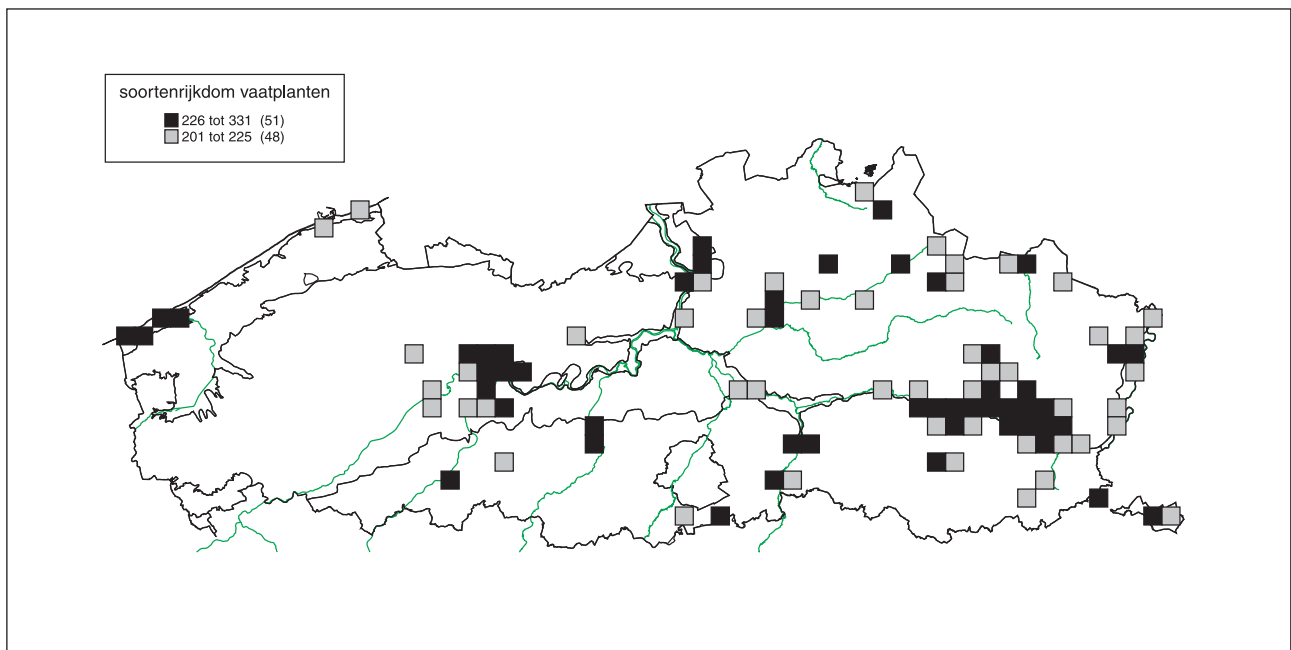 soortenrijkdom vaatplanten
226 tot 331 (51)
201 tot 225 (48)